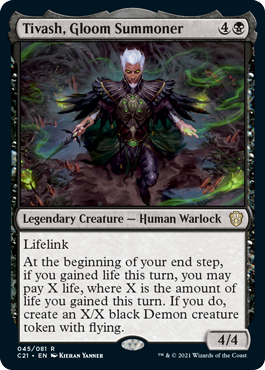 Tivash, Gloom Summoner 4
Legendary Creature — Human Warlock
Lifelink
At the beginning of your end step,
if you gained life this turn, you may
pay X life, where X is the amount of
life you gained this turn. If you do,
create an X/X black Demon creature
token with flying.
4/4
045/081 R
C21 • EN KIERAN YANNER
™ & © 2021 Wizards of the Coast